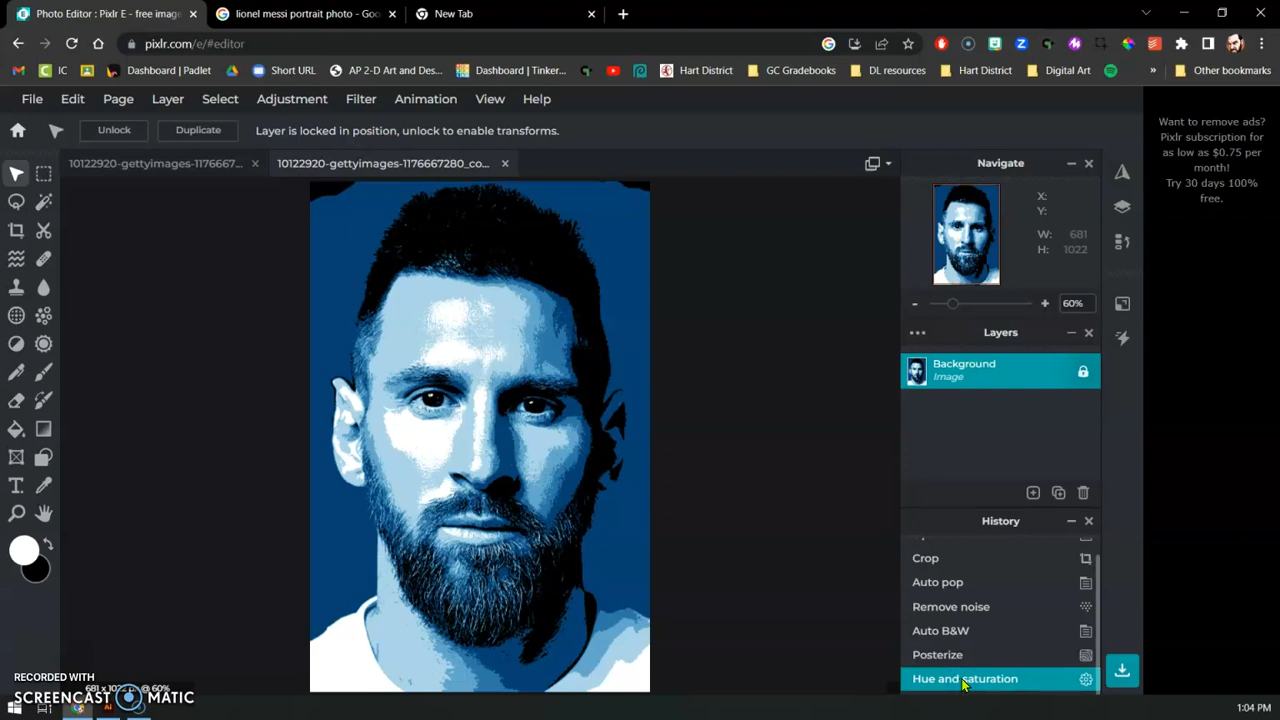 Photo Editor : Pixlr E - free image
lionel messi portrait photo - Goo
New Tab
pixlr.com/e/#editor
IC
Dashboard | Padlet
Short URL
AP 2-D Art and Des...
Dashboard | Tinker...
Hart District
GC Gradebooks
DL resources
Hart District
Digital Art
»
Other bookmarks
File Edit Page Layer Select Adjustment Filter Animation View Help
Unlock Duplicate Layer is locked in position, unlock to enable transforms.
10122920-gettyimages-1176667...
10122920-gettyimages-1176667280_co...
Navigate
X:
Y:
W: 681
H: 1022
- + 60%
Layers
Background
Image
History
Crop
Auto pop
Remove noise
Auto B&W
Posterize
Hue and saturation
Want to remove ads?
Pixlr subscription for
as low as $0.75 per
month!
Try 30 days 100%
free.
RECORDED WITH
SCREENCAST MATIC
1:04 PM